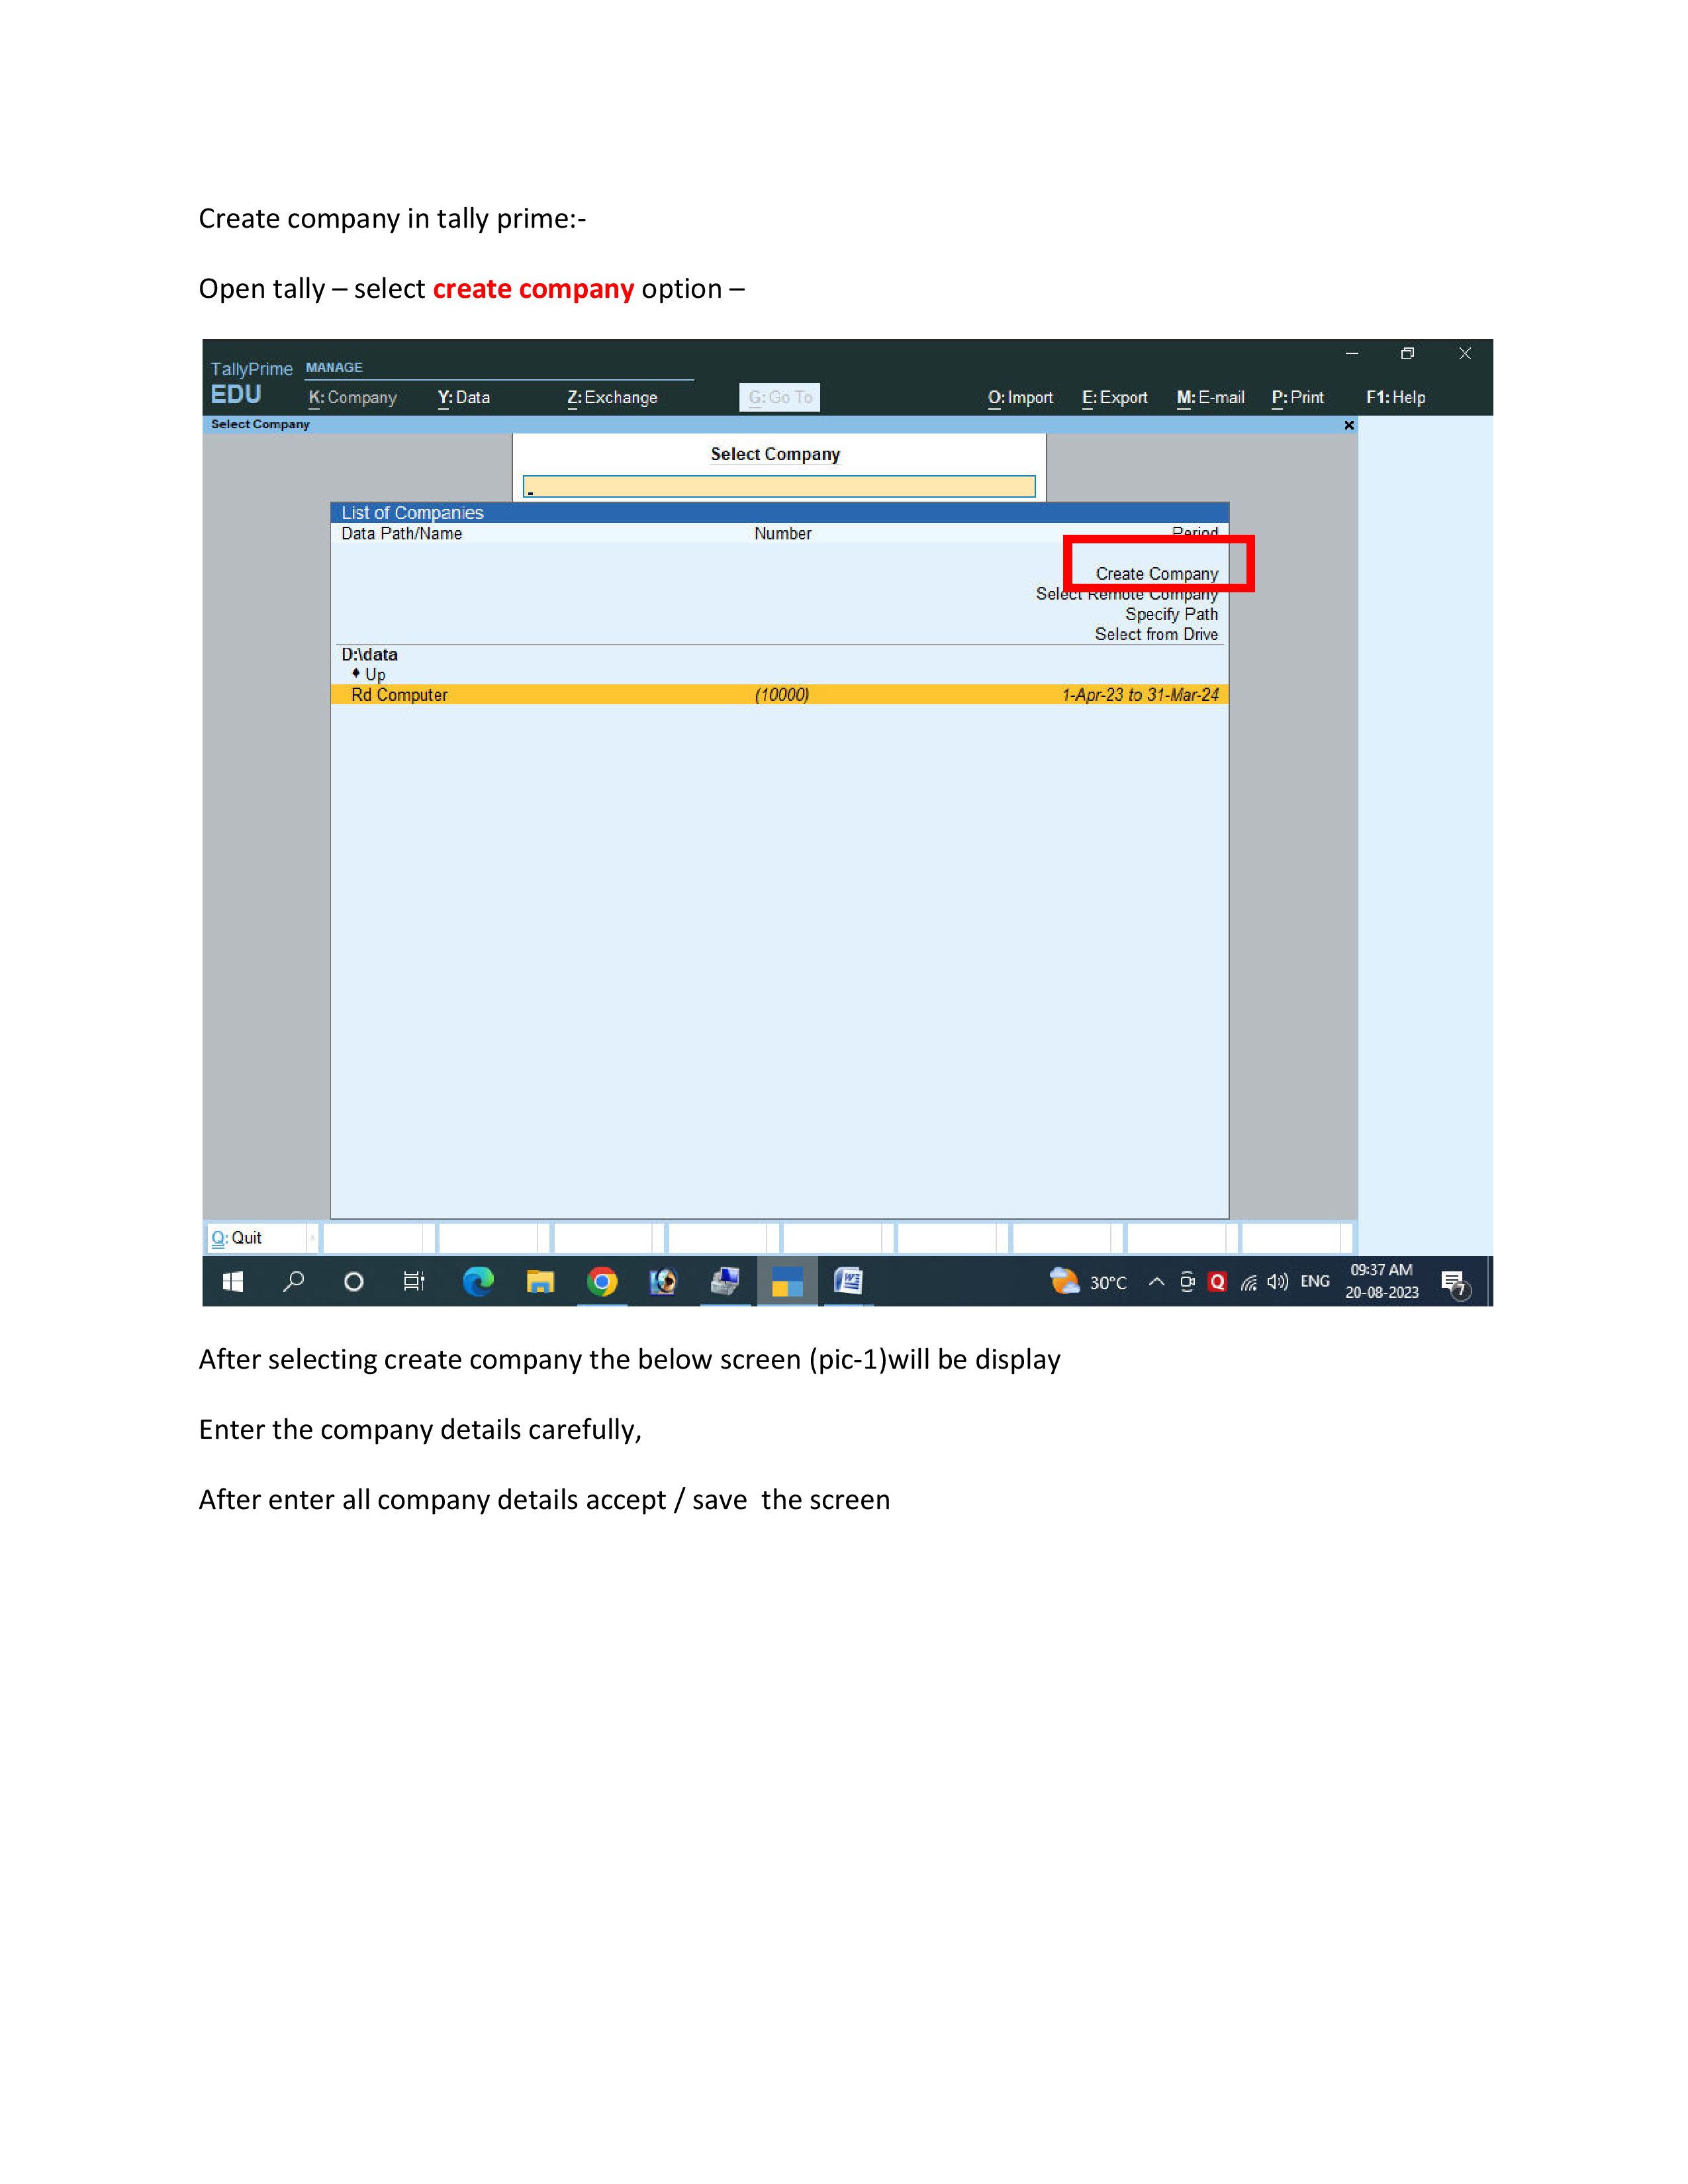 Create company in tally prime:-
Open tally – select create company option –
TallyPrime MANAGE
EDU K: Company Y: Data Z: Exchange G: Go To O: Import E: Export M: E-mail P: Print F1: Help
Select Company
Select Company
List of Companies
Data Path/Name Number Period
Create Company
Select Remote Company
Specify Path
Select from Drive
D:\data
♦ Up
Rd Computer (10000) 1-Apr-23 to 31-Mar-24
Q: Quit
30°C ENG 09:37 AM
20-08-2023 7
After selecting create company the below screen (pic-1)will be display
Enter the company details carefully,
After enter all company details accept / save  the screen